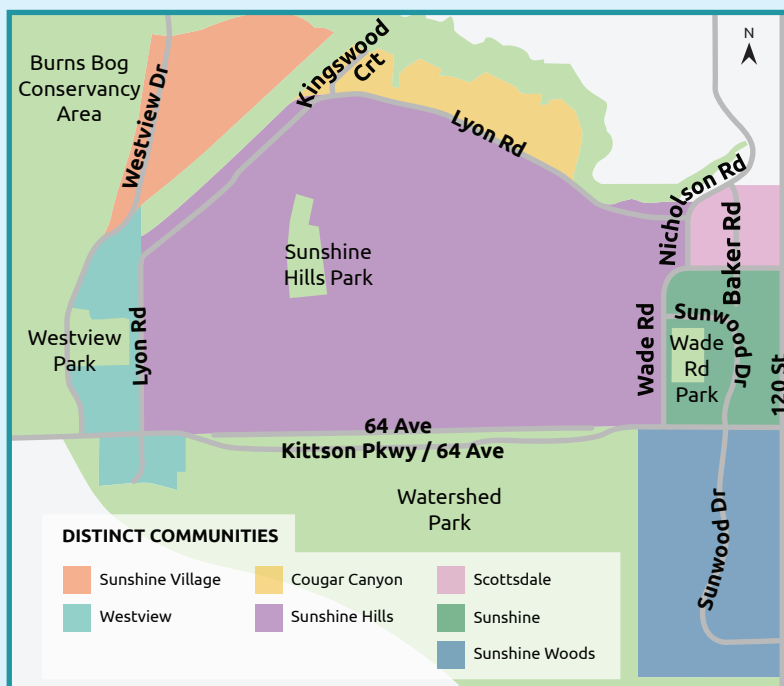 N
Burns Bog
Conservancy
Area
Westview Dr
Kingswood
Crt
Lyon Rd
Nicholson Rd
Baker Rd
Sunshine
Hills Park
Sunwood Dr
Westview
Park
Lyon Rd
Wade Rd
Wade
Rd
Park
120 St
64 Ave
Kittson Pkwy / 64 Ave
Watershed
Park
Sunwood Dr
DISTINCT COMMUNITIES
Sunshine Village
Cougar Canyon
Scottsdale
Westview
Sunshine Hills
Sunshine
Sunshine Woods